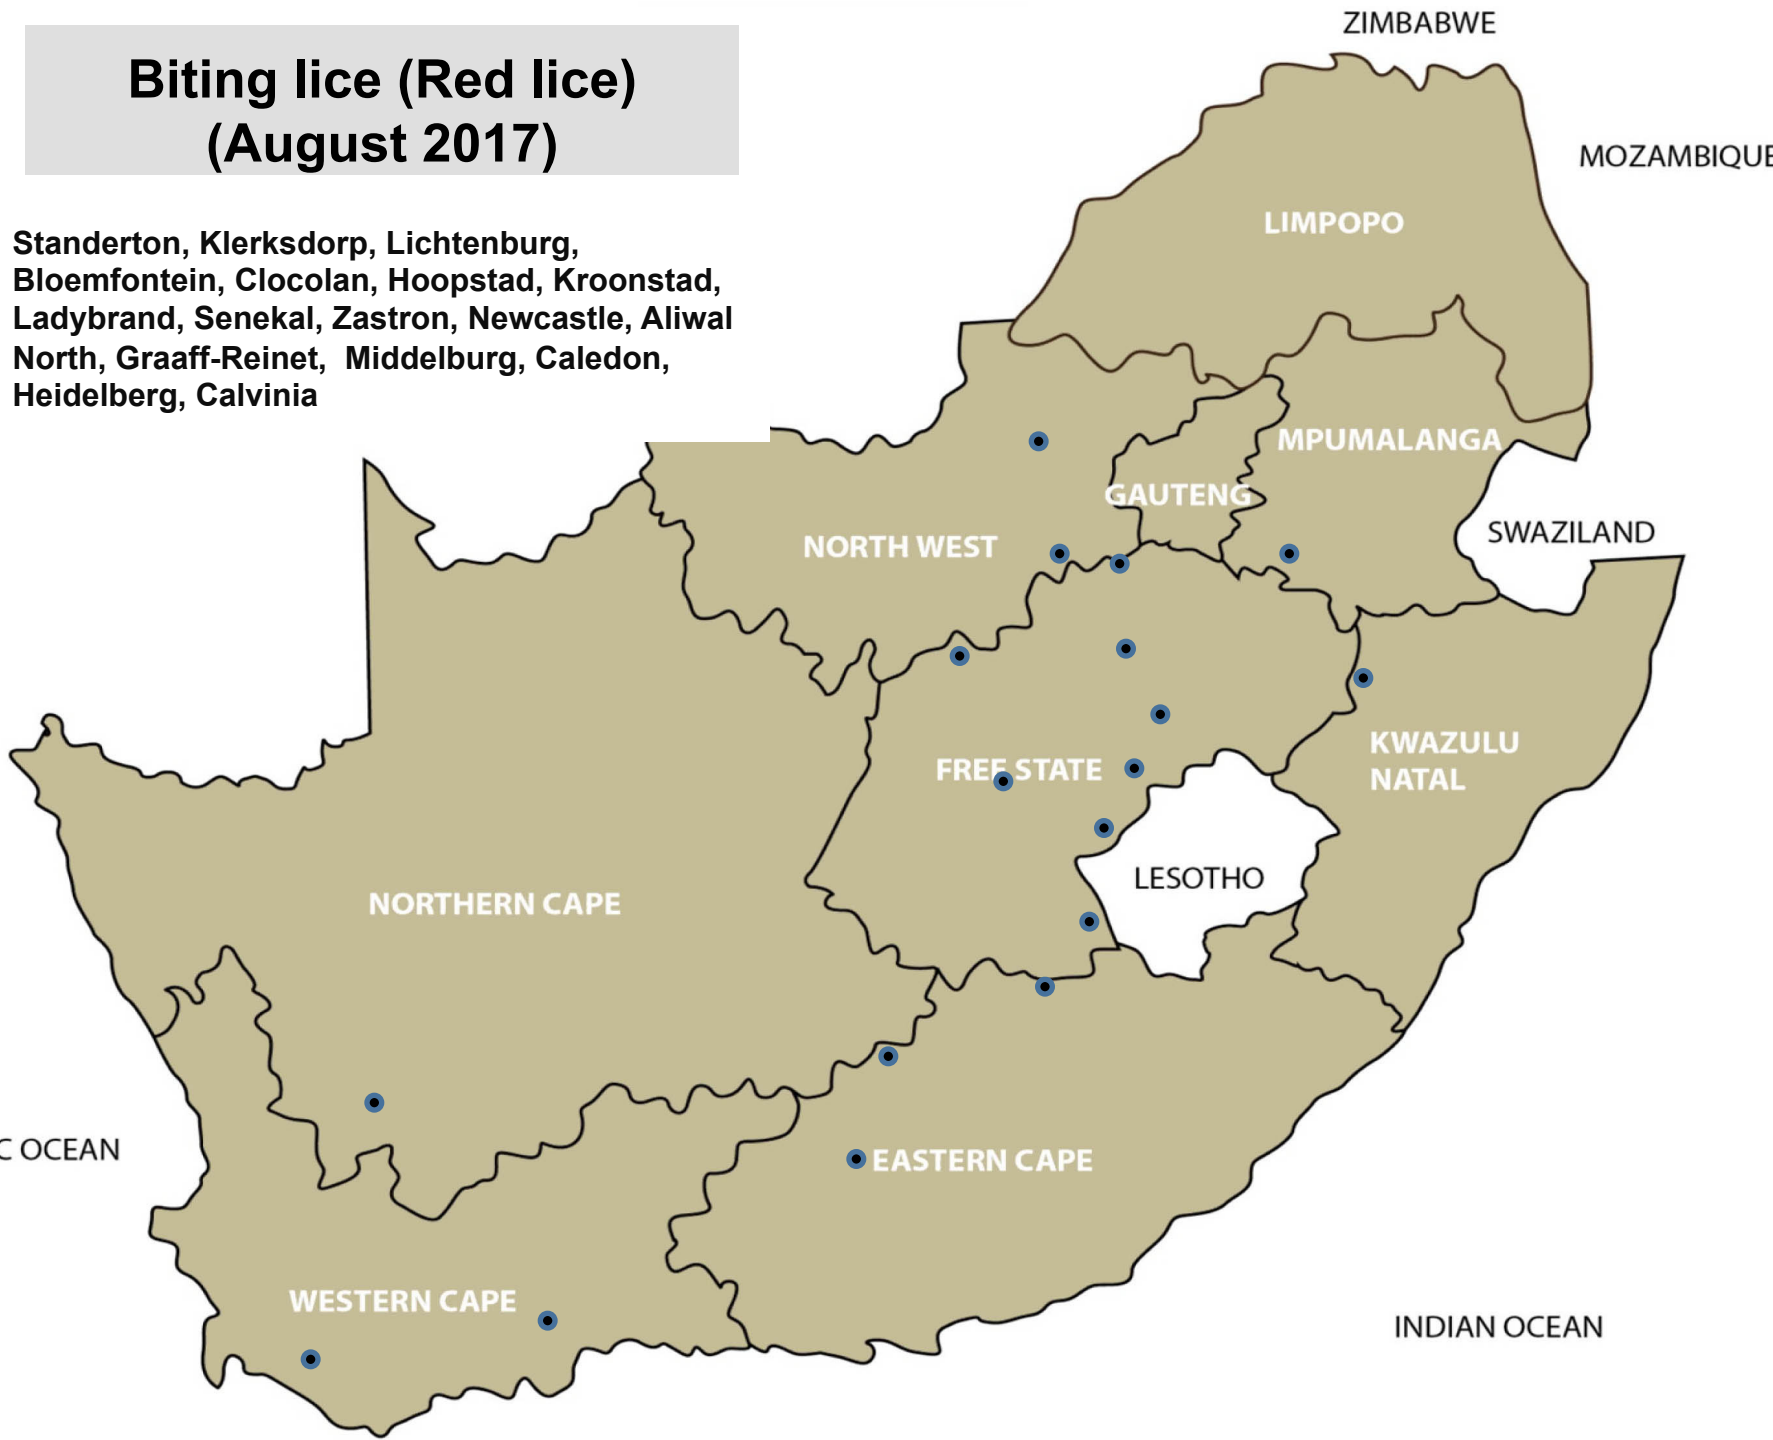 Biting lice (Red lice)
(August 2017)
Standerton, Klerksdorp, Lichtenburg,
Bloemfontein, Clocolan, Hoopstad, Kroonstad,
Ladybrand, Senekal, Zastron, Newcastle, Aliwal
North, Graaff-Reinet, Middelburg, Caledon,
Heidelberg, Calvinia
ZIMBABWE
MOZAMBIQUE
LIMPOPO
MPUMALANGA
GAUTENG
SWAZILAND
NORTH WEST
KWAZULU
NATAL
FREE STATE
LESOTHO
NORTHERN CAPE
C OCEAN
EASTERN CAPE
WESTERN CAPE
INDIAN OCEAN